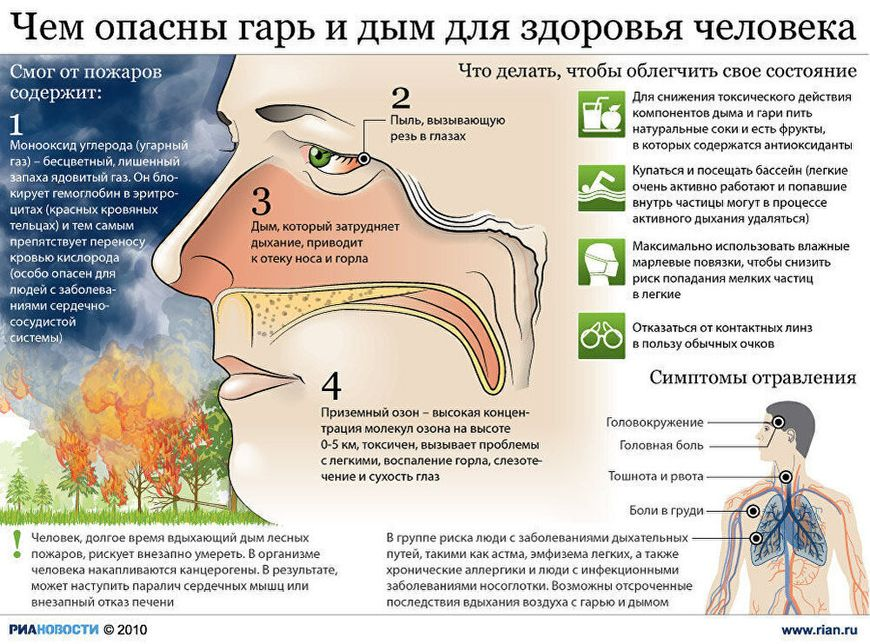 Чем опасны гарь и дым для здоровья человека
Смог от пожаров
содержит:
1
Монооксид углерода (угарный
газ) – бесцветный, лишенный
запаха ядовитый газ. Он бло-
кирует гемоглобин в эритро-
цитах (красных кровяных
тельцах) и тем самым
препятствует переносу
кровью кислорода
(особо опасен для
людей с заболева-
ниями сердечно-
сосудистой
системы)
2
Пыль, вызывающую
резь в глазах
3
Дым, который затрудняет
дыхание, приводит
к отеку носа и горла
4
Приземный озон – высокая концен-
трация молекул озона на высоте
0-5 км, токсичен, вызывает проблемы
с легкими, воспаление горла, слезоте-
чение и сухость глаз
Что делать, чтобы облегчить свое состояние
Для снижения токсического действия
компонентов дыма и гари пить
натуральные соки и есть фрукты,
в которых содержатся антиоксиданты
Купаться и посещать бассейн (легкие
очень активно работают и попавшие
внутрь частицы могут в процессе
активного дыхания удаляться)
Максимально использовать влажные
марлевые повязки, чтобы снизить
риск попадания мелких частиц
в легкие
Отказаться от контактных линз
в пользу обычных очков
Симптомы отравления
Головокружение
Головная боль
Тошнота и рвота
Боли в груди
! Человек, долгое время вдыхающий дым лесных
пожаров, рискует внезапно умереть. В организме
человека накапливаются канцерогены. В результате,
может наступить паралич сердечных мышц или
внезапный отказ печени
В группе риска люди с заболеваниями дыхательных
путей, такими как астма, эмфизема легких, а также
хронические аллергики и люди с инфекционными
заболеваниями носоглотки. Возможны отсроченные
последствия вдыхания воздуха с гарью и дымом
РИАНОВОСТИ © 2010
www.rian.ru